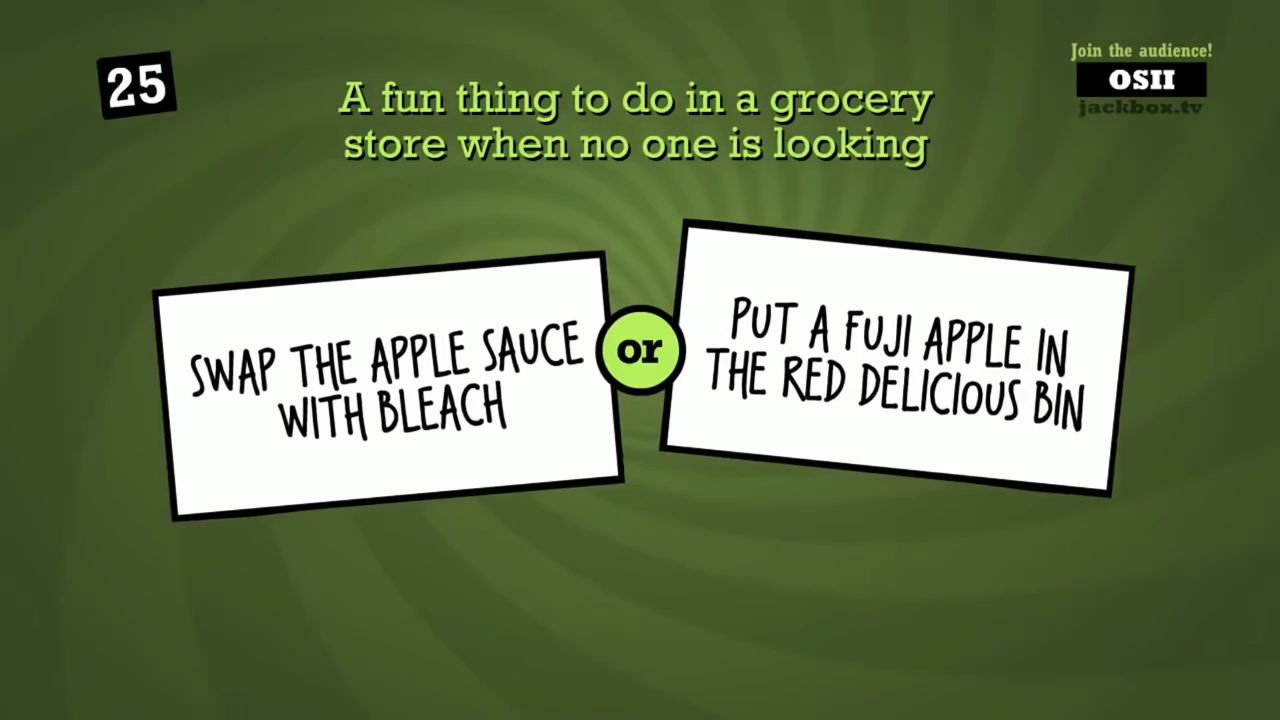 25
Join the audience!
OSII
jackbox.tv
A fun thing to do in a grocery
store when no one is looking
SWAP THE APPLE SAUCE
WITH BLEACH
or
PUT A FUJI APPLE IN
THE RED DELICIOUS BIN